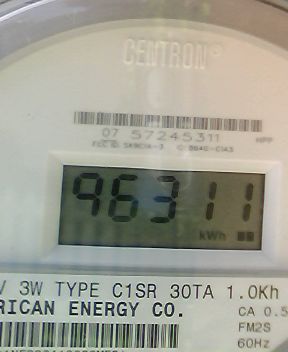 CENTRON®
07 57245311
96311
kWh
V 3W TYPE C1SR 30TA 1.0Kh
RICAN ENERGY CO. CA 0.5
FM2S
60Hz